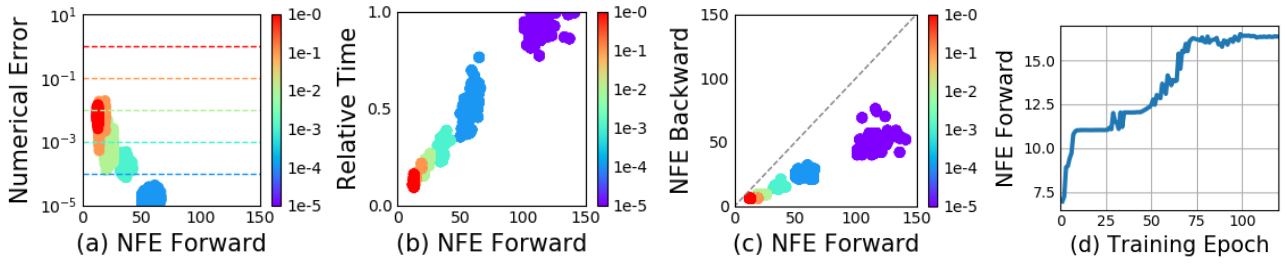 Numerical Error
10^1
10^-1
10^-3
10^-5
0
50
100
150
1e-0
1e-1
1e-2
1e-3
1e-4
1e-5
(a) NFE Forward
Relative Time
1.0
0.5
0.0
0
50
100
150
1e-0
1e-1
1e-2
1e-3
1e-4
1e-5
(b) NFE Forward
NFE Backward
150
100
50
0
0
50
100
150
1e-0
1e-1
1e-2
1e-3
1e-4
1e-5
(c) NFE Forward
NFE Forward
15.0
12.5
10.0
7.5
0
25
50
75
100
(d) Training Epoch